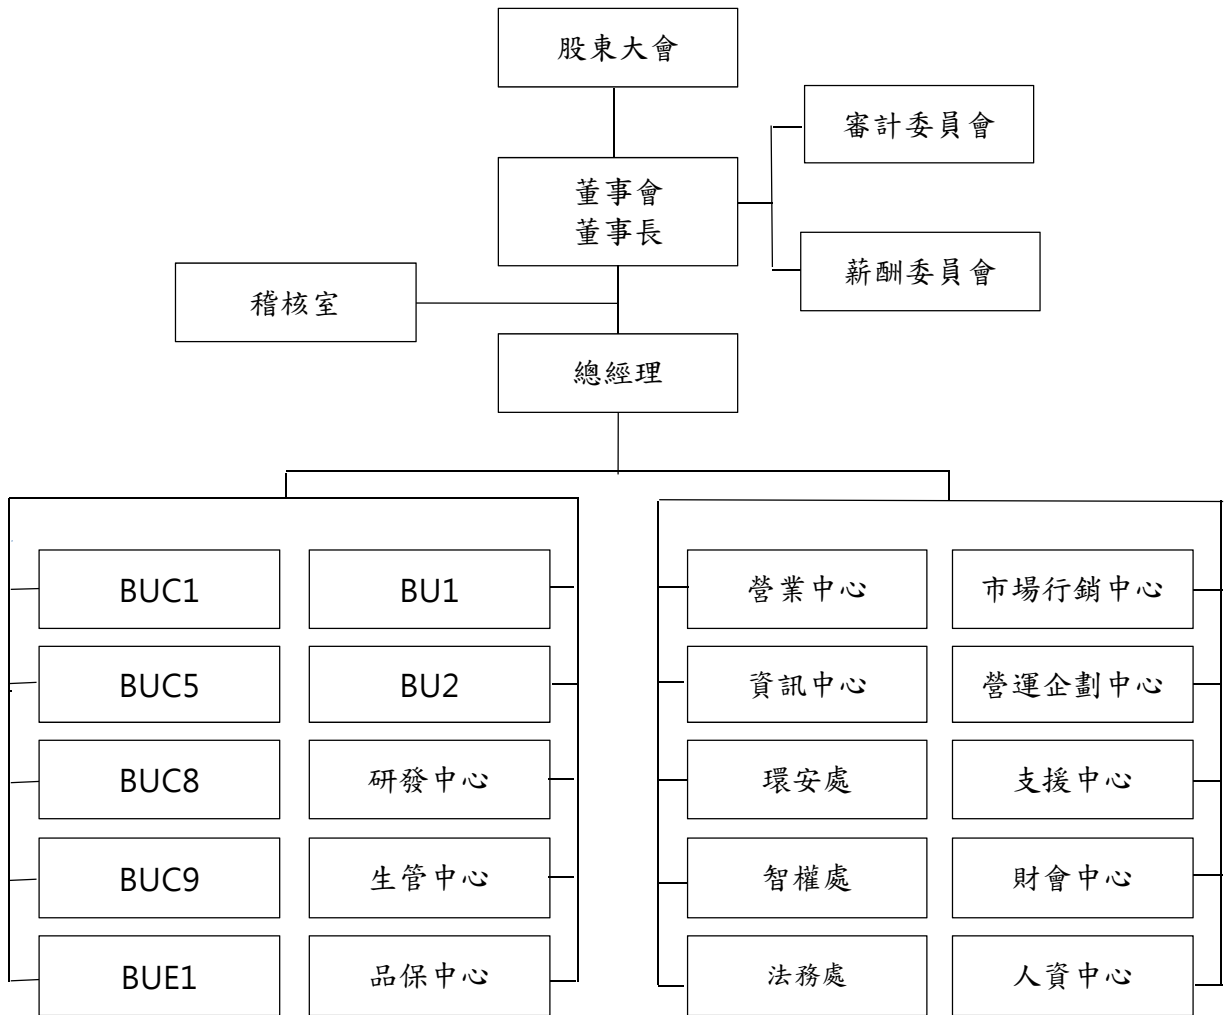 股東大會
審計委員會
董事會
董事長
薪酬委員會
稽核室
總經理
BUC1
BU1
營業中心
市場行銷中心
BUC5
BU2
資訊中心
營運企劃中心
BUC8
研發中心
環安處
支援中心
BUC9
生管中心
智權處
財會中心
BUE1
品保中心
法務處
人資中心